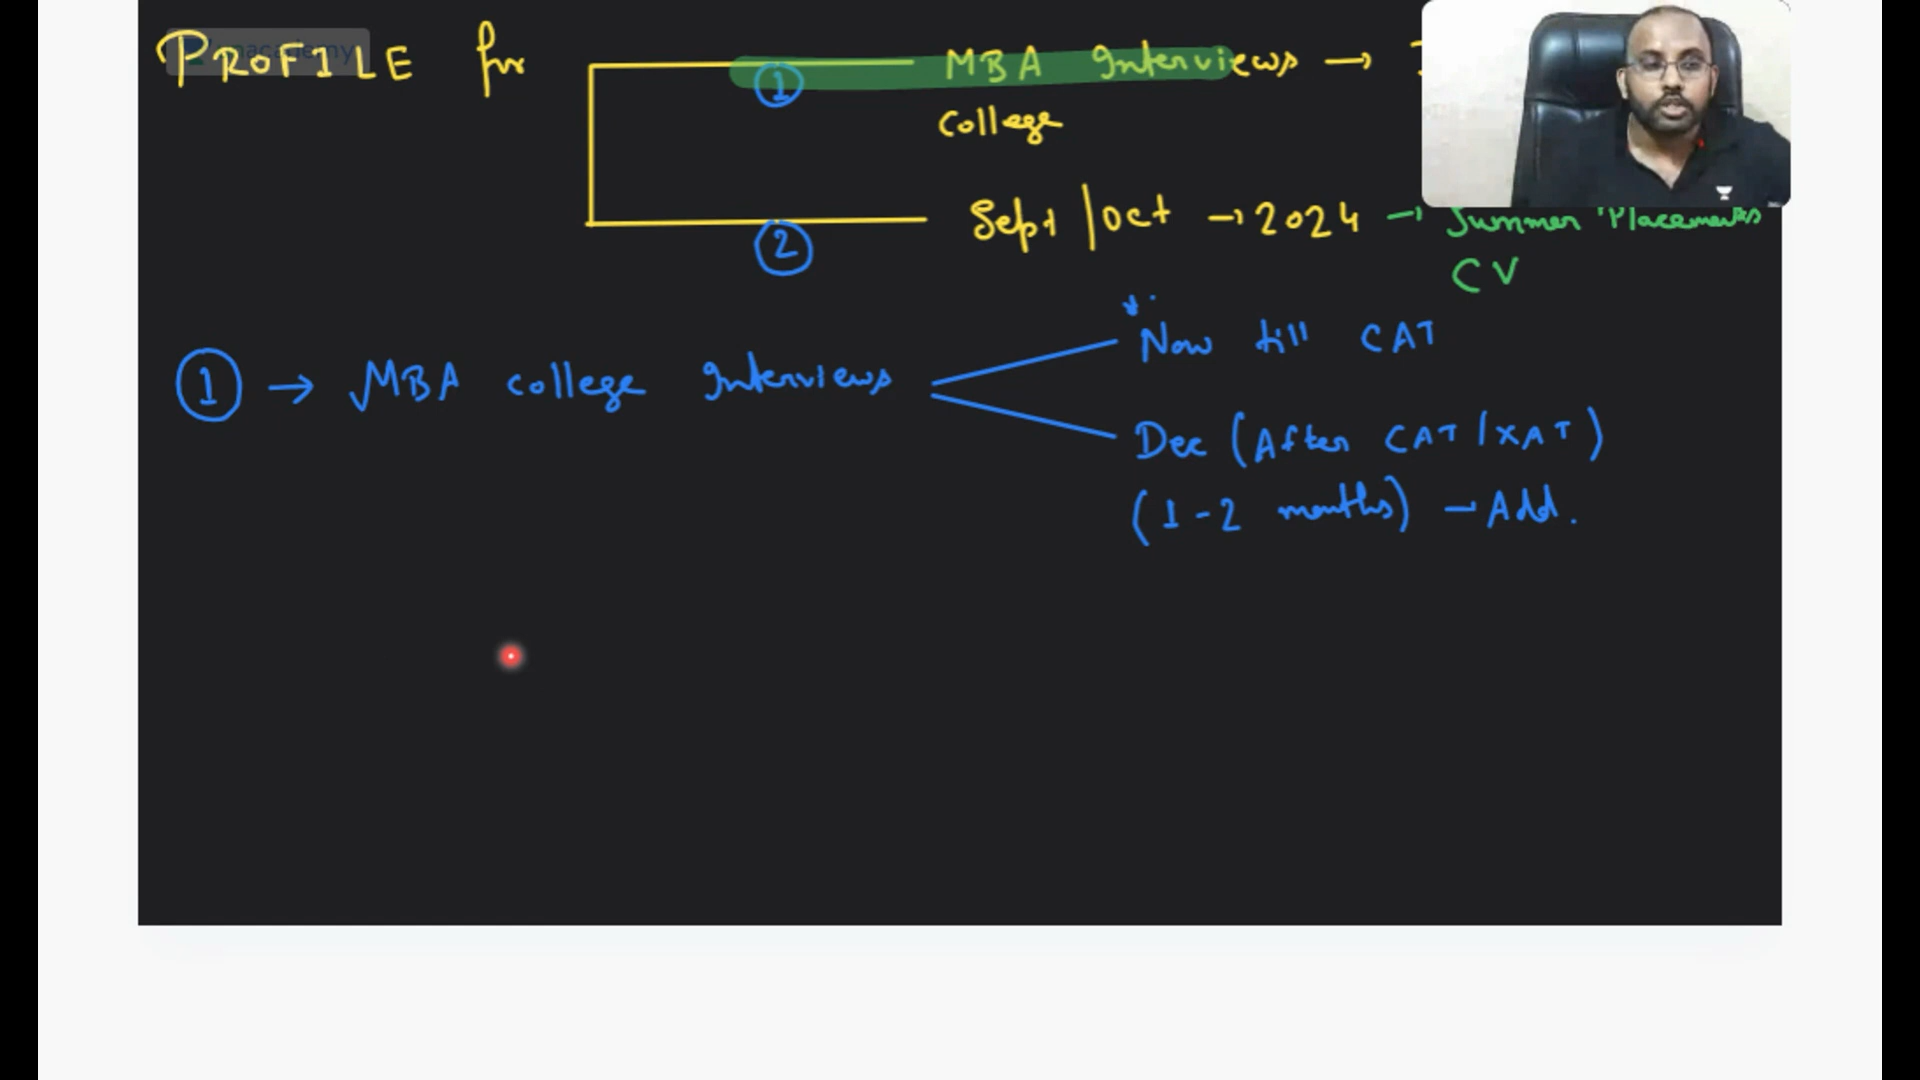 PROFILE for
① MBA Interviews →
College
② Sept | Oct → 2024 → Summer Placements
CV
① → MBA college Interviews
* Now till CAT
Dec (After CAT / XAT)
(1-2 months) → Add.